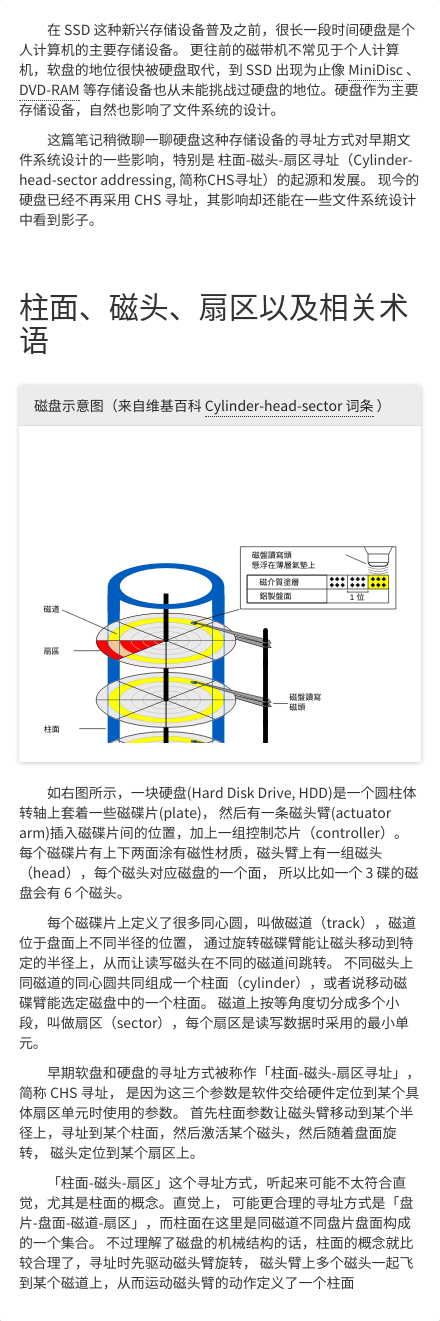 在 SSD 这种新兴存储设备普及之前，很长一段时间硬盘是个
人计算机的主要存储设备。 更往前的磁带机不常见于个人计算
机，软盘的地位很快被硬盘取代，到 SSD 出现为止像 MiniDisc 、
DVD-RAM 等存储设备也从未能挑战过硬盘的地位。硬盘作为主要
存储设备，自然也影响了文件系统的设计。
这篇笔记稍微聊一聊硬盘这种存储设备的寻址方式对早期文
件系统设计的一些影响，特别是 柱面-磁头-扇区寻址（Cylinder-
head-sector addressing, 简称CHS寻址）的起源和发展。 现今的
硬盘已经不再采用 CHS 寻址，其影响却还能在一些文件系统设计
中看到影子。
柱面、磁头、扇区以及相关术
语
磁盘示意图（来自维基百科 Cylinder-head-sector 词条 ）
磁盤讀寫頭
懸浮在薄層氣墊上
磁介質塗層
鋁製盤面
1 位
磁道
扇區
磁盤讀寫
磁頭
柱面
如右图所示，一块硬盘(Hard Disk Drive, HDD)是一个圆柱体
转轴上套着一些磁碟片(plate)， 然后有一条磁头臂(actuator
arm)插入磁碟片间的位置，加上一组控制芯片（controller）。
每个磁碟片有上下两面涂有磁性材质，磁头臂上有一组磁头
（head），每个磁头对应磁盘的一个面， 所以比如一个 3 碟的磁
盘会有 6 个磁头。
每个磁碟片上定义了很多同心圆，叫做磁道（track），磁道
位于盘面上不同半径的位置， 通过旋转磁碟臂能让磁头移动到特
定的半径上，从而让读写磁头在不同的磁道间跳转。 不同磁头上
同磁道的同心圆共同组成一个柱面（cylinder），或者说移动磁
碟臂能选定磁盘中的一个柱面。 磁道上按等角度切分成多个小
段，叫做扇区（sector），每个扇区是读写数据时采用的最小单
元。
早期软盘和硬盘的寻址方式被称作「柱面-磁头-扇区寻址」，
简称 CHS 寻址， 是因为这三个参数是软件交给硬件定位到某个具
体扇区单元时使用的参数。 首先柱面参数让磁头臂移动到某个半
径上，寻址到某个柱面，然后激活某个磁头，然后随着盘面旋
转， 磁头定位到某个扇区上。
「柱面-磁头-扇区」这个寻址方式，听起来可能不太符合直
觉，尤其是柱面的概念。直觉上， 可能更合理的寻址方式是「盘
片-盘面-磁道-扇区」，而柱面在这里是同磁道不同盘片盘面构成
的一个集合。 不过理解了磁盘的机械结构的话，柱面的概念就比
较合理了，寻址时先驱动磁头臂旋转， 磁头臂上多个磁头一起飞
到某个磁道上，从而运动磁头臂的动作定义了一个柱面